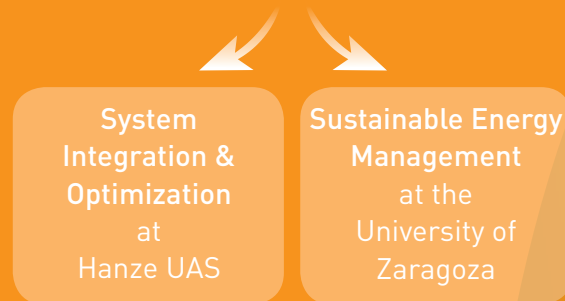 System
Integration &
Optimization
at
Hanze UAS
Sustainable Energy
Management
at the
University of
Zaragoza